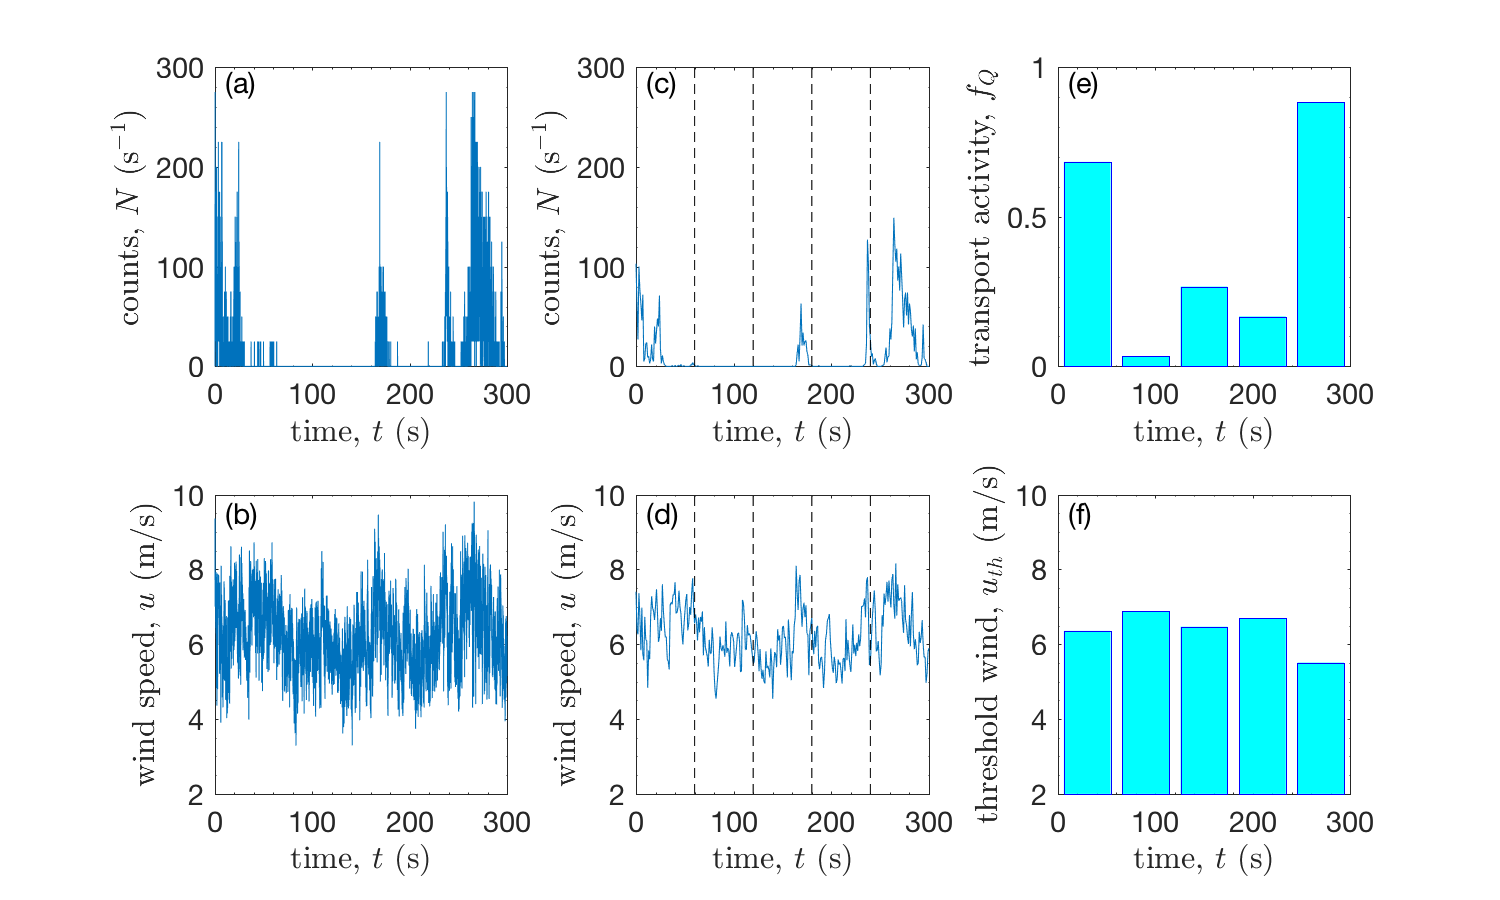 (a)
300
200
100
0
0 100 200 300
counts, N (s⁻¹)
time, t (s)
(c)
300
200
100
0
0 100 200 300
counts, N (s⁻¹)
time, t (s)
(e)
1
0.5
0
0 100 200 300
transport activity, f_Q
time, t (s)
(b)
10
8
6
4
2
0 100 200 300
wind speed, u (m/s)
time, t (s)
(d)
10
8
6
4
2
0 100 200 300
wind speed, u (m/s)
time, t (s)
(f)
10
8
6
4
2
0 100 200 300
threshold wind, u_th (m/s)
time, t (s)